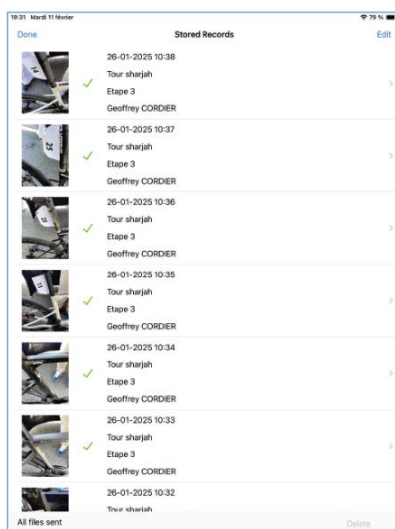 19:31 Mardi 11 février
79 %
Done
Stored Records
Edit
26-01-2025 10:38
Tour sharjah
Etape 3
Geoffrey CORDIER
26-01-2025 10:37
Tour sharjah
Etape 3
Geoffrey CORDIER
26-01-2025 10:36
Tour sharjah
Etape 3
Geoffrey CORDIER
26-01-2025 10:35
Tour sharjah
Etape 3
Geoffrey CORDIER
26-01-2025 10:34
Tour sharjah
Etape 3
Geoffrey CORDIER
26-01-2025 10:33
Tour sharjah
Etape 3
Geoffrey CORDIER
26-01-2025 10:32
Tour sharjah
All files sent
Delete